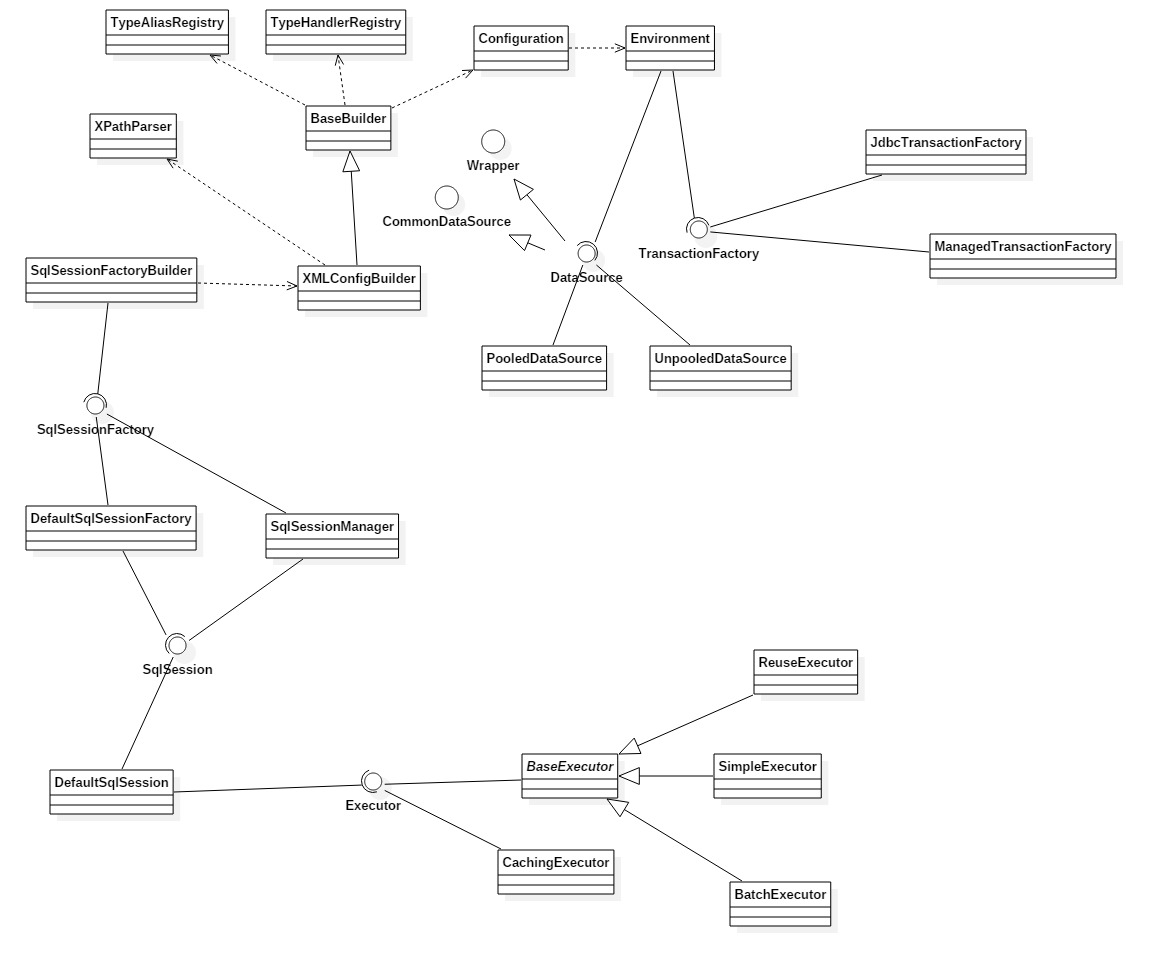 TypeAliasRegistry
TypeHandlerRegistry
Configuration
Environment
XPathParser
BaseBuilder
Wrapper
JdbcTransactionFactory
CommonDataSource
TransactionFactory
ManagedTransactionFactory
SqlSessionFactoryBuilder
XMLConfigBuilder
DataSource
PooledDataSource
UnpooledDataSource
SqlSessionFactory
DefaultSqlSessionFactory
SqlSessionManager
SqlSession
ReuseExecutor
DefaultSqlSession
BaseExecutor
SimpleExecutor
Executor
CachingExecutor
BatchExecutor